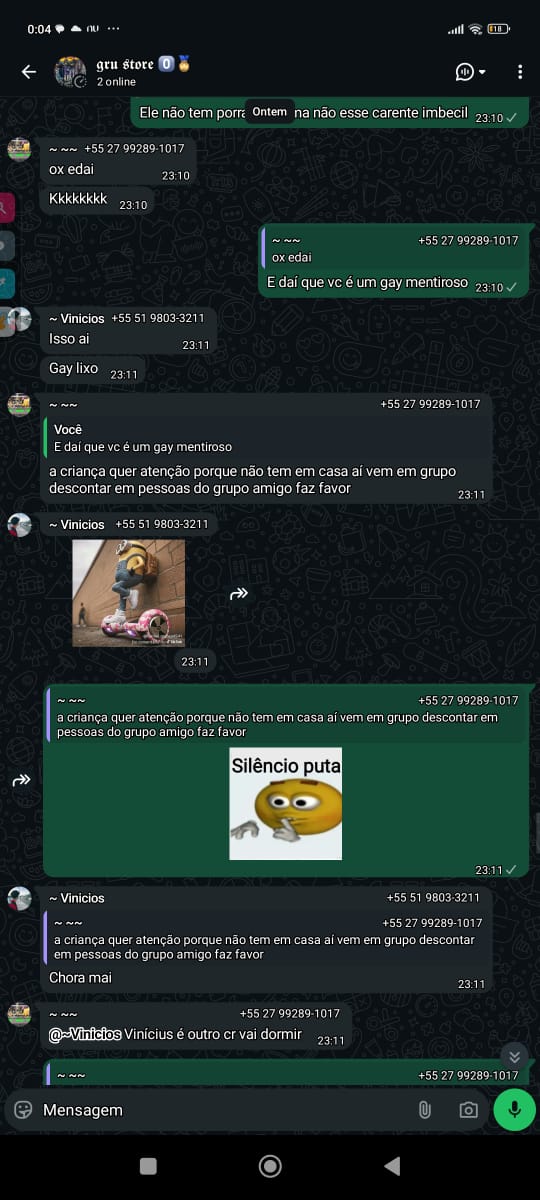 0:04
18
gru store 0
2 online
Ele não tem porra na não esse carente imbecil 23:10
Ontem
~ ~~ +55 27 99289-1017
ox edai 23:10
Kkkkkkkk 23:10
~ ~~ +55 27 99289-1017
ox edai
E daí que vc é um gay mentiroso 23:10
~ Vinicios +55 51 9803-3211
Isso ai 23:11
Gay lixo 23:11
~ ~~ +55 27 99289-1017
Você
E daí que vc é um gay mentiroso
a criança quer atenção porque não tem em casa aí vem em grupo
descontar em pessoas do grupo amigo faz favor 23:11
~ Vinicios +55 51 9803-3211
23:11
~ ~~ +55 27 99289-1017
a criança quer atenção porque não tem em casa aí vem em grupo descontar em
pessoas do grupo amigo faz favor
Silêncio puta
23:11
~ Vinicios +55 51 9803-3211
~ ~~ +55 27 99289-1017
a criança quer atenção porque não tem em casa aí vem em grupo descontar
em pessoas do grupo amigo faz favor
Chora mai 23:11
~ ~~ +55 27 99289-1017
@~Vinicios Vinícius é outro cr vai dormir 23:11
~ ~~ +55 27 99289-1017
Mensagem